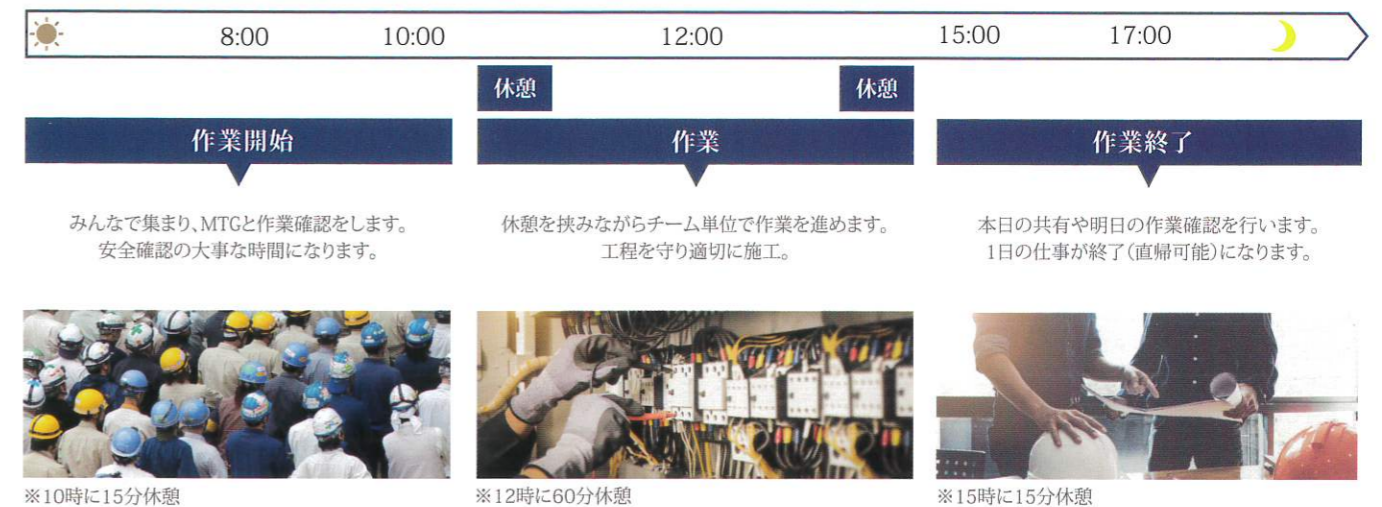 8:00 10:00 12:00 15:00 17:00
休憩 休憩
作業開始 作業 作業終了
みんなで集まり、MTGと作業確認をします。
安全確認の大事な時間になります。
休憩を挟みながらチーム単位で作業を進めます。
工程を守り適切に施工。
本日の共有や明日の作業確認を行います。
1日の仕事が終了(直帰可能)になります。
※10時に15分休憩
※12時に60分休憩
※15時に15分休憩